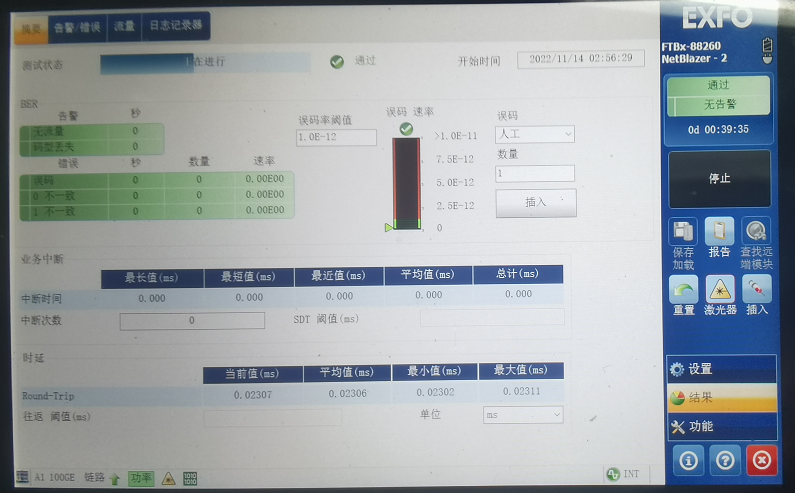 摘要 告警/错误 流量 日志记录器
EXFO
FTBx-88260
NetBlazer - 2
测试状态 在进行 通过 开始时间 2022/11/14 02:56:29
通过
无告警
0d 00:39:35
停止
保存
加载
报告
查找远
端模块
重置 激光器 插入
设置
结果
功能
BER
告警 秒
无流量 0
码型丢失 0
错误 秒 数量 速率
误码 0 0 0.00E00
0 不一致 0 0 0.00E00
1 不一致 0 0 0.00E00
误码率阈值
1.0E-12
误码 速率
>1.0E-11
7.5E-12
5.0E-12
2.5E-12
0
误码
人工
数量
1
插入
业务中断
最长值(ms) 最短值(ms) 最近值(ms) 平均值(ms) 总计(ms)
中断时间 0.000 0.000 0.000 0.000 0.000
中断次数 0 SDT 阈值(ms)
时延
当前值(ms) 平均值(ms) 最小值(ms) 最大值(ms)
Round-Trip 0.02307 0.02306 0.02302 0.02311
往返 阈值(ms) 单位 ms
A1 100GE 链路 功率 1010 1010 INT